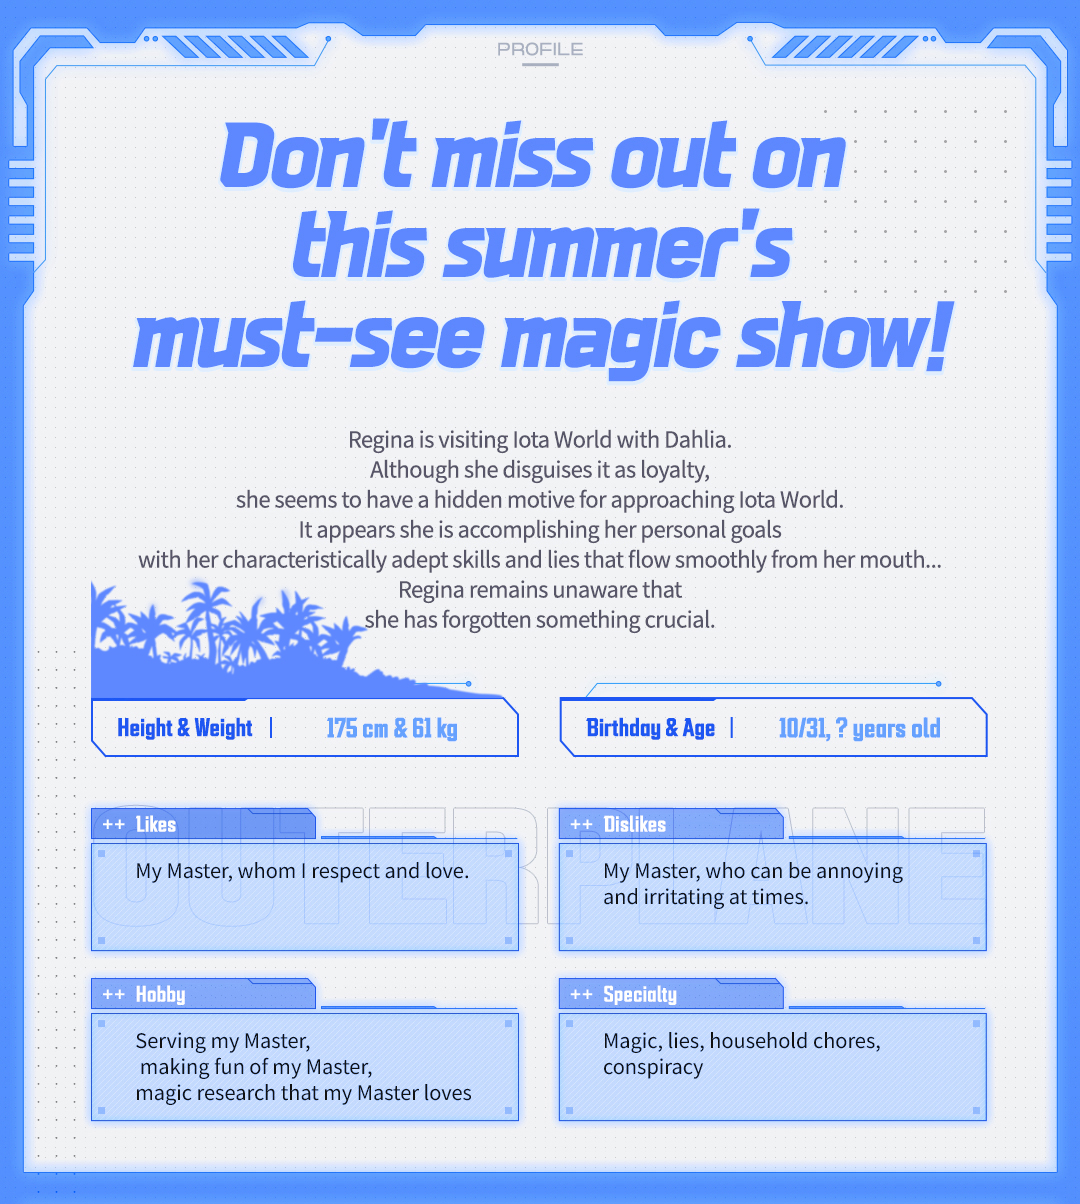 PROFILE
Don't miss out on
this summer's
must-see magic show!
Regina is visiting Iota World with Dahlia.
Although she disguises it as loyalty,
she seems to have a hidden motive for approaching Iota World.
It appears she is accomplishing her personal goals
with her characteristically adept skills and lies that flow smoothly from her mouth...
Regina remains unaware that
she has forgotten something crucial.
Height & Weight | 175 cm & 61 kg
Birthday & Age | 10/31, ? years old
OUTERPLANE
++ Likes
My Master, whom I respect and love.
++ Dislikes
My Master, who can be annoying
and irritating at times.
++ Hobby
Serving my Master,
making fun of my Master,
magic research that my Master loves
++ Specialty
Magic, lies, household chores,
conspiracy